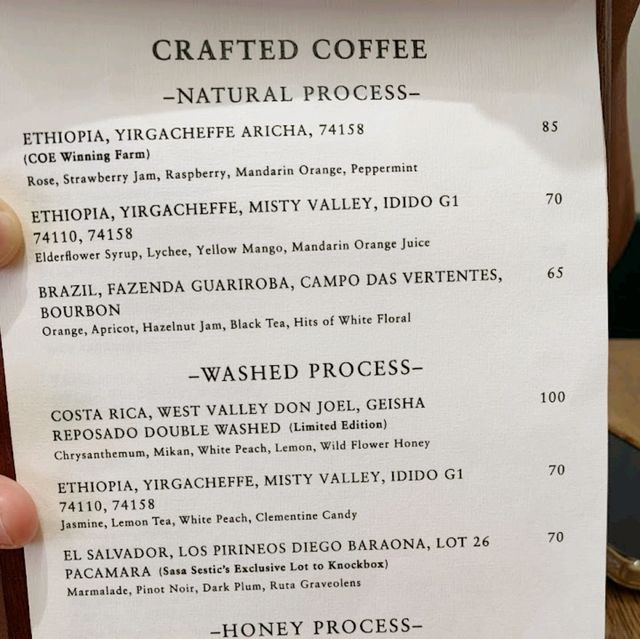 CRAFTED COFFEE
–NATURAL PROCESS–
ETHIOPIA, YIRGACHEFFE ARICHA, 74158 85
(COE Winning Farm)
Rose, Strawberry Jam, Raspberry, Mandarin Orange, Peppermint
ETHIOPIA, YIRGACHEFFE, MISTY VALLEY, IDIDO G1 70
74110, 74158
Elderflower Syrup, Lychee, Yellow Mango, Mandarin Orange Juice
BRAZIL, FAZENDA GUARIROBA, CAMPO DAS VERTENTES, 65
BOURBON
Orange, Apricot, Hazelnut Jam, Black Tea, Hits of White Floral
–WASHED PROCESS–
COSTA RICA, WEST VALLEY DON JOEL, GEISHA 100
REPOSADO DOUBLE WASHED (Limited Edition)
Chrysanthemum, Mikan, White Peach, Lemon, Wild Flower Honey
ETHIOPIA, YIRGACHEFFE, MISTY VALLEY, IDIDO G1 70
74110, 74158
Jasmine, Lemon Tea, White Peach, Clementine Candy
EL SALVADOR, LOS PIRINEOS DIEGO BARAONA, LOT 26 70
PACAMARA (Sasa Sestic's Exclusive Lot to Knockbox)
Marmalade, Pinot Noir, Dark Plum, Ruta Graveolens
–HONEY PROCESS–